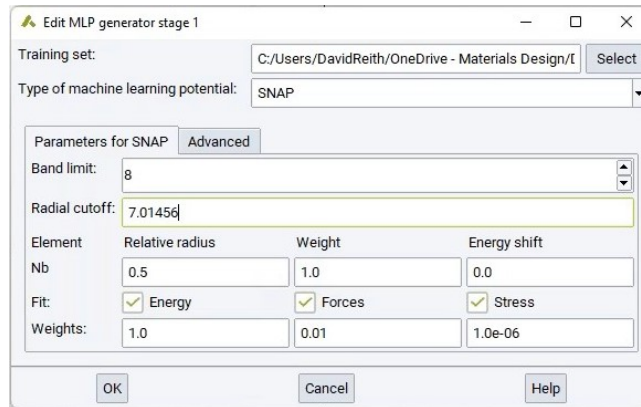 Edit MLP generator stage 1
Training set: C:/Users/DavidReith/OneDrive - Materials Design/ Select
Type of machine learning potential: SNAP
Parameters for SNAP Advanced
Band limit: 8
Radial cutoff: 7.01456
Element Relative radius Weight Energy shift
Nb 0.5 1.0 0.0
Fit: Energy Forces Stress
Weights: 1.0 0.01 1.0e-06
OK Cancel Help